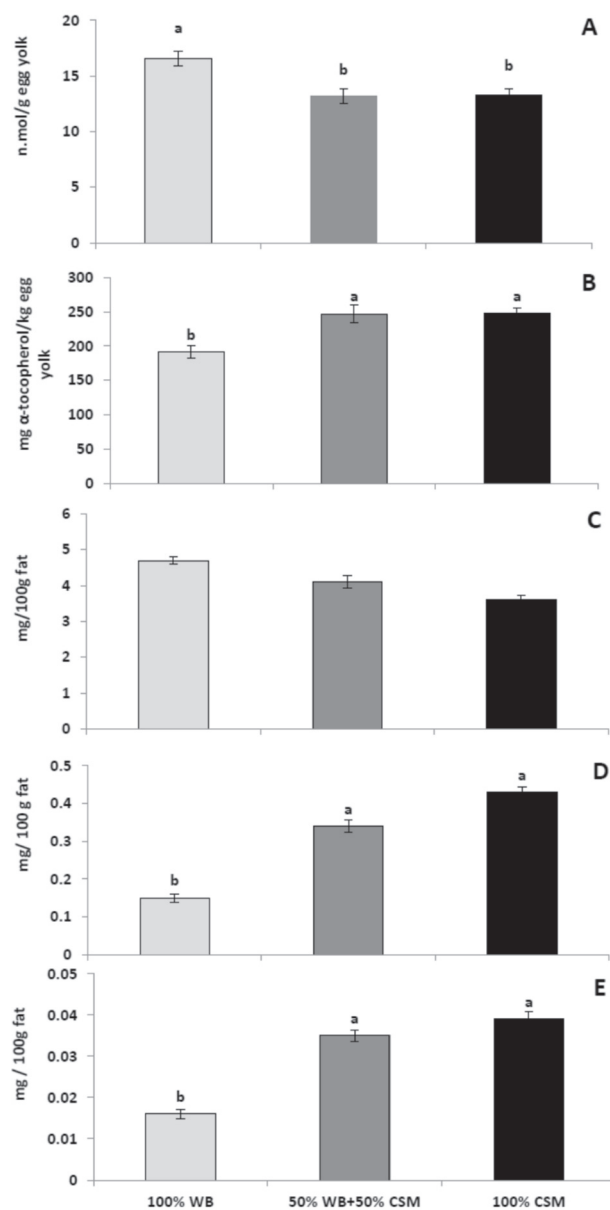 A
n.mol/g egg yolk
20
15
10
5
0
a
b
b
B
mg α-tocopherol/kg egg
yolk
300
250
200
150
100
50
0
b
a
a
C
mg/100g fat
6
5
4
3
2
1
0
D
mg/ 100 g fat
0.5
0.4
0.3
0.2
0.1
0
b
a
a
E
mg / 100g fat
0.05
0.04
0.03
0.02
0.01
0
b
a
a
100% WB
50% WB+50% CSM
100% CSM